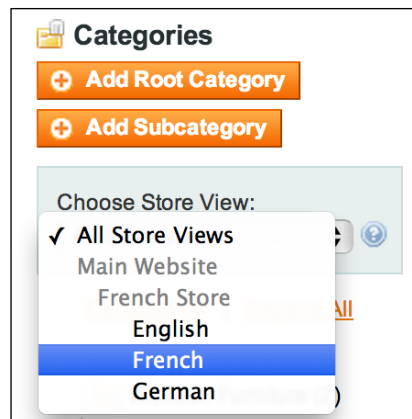 Categories
Add Root Category
Add Subcategory
Choose Store View:
✓ All Store Views
Main Website
French Store
English
All
French
German
)